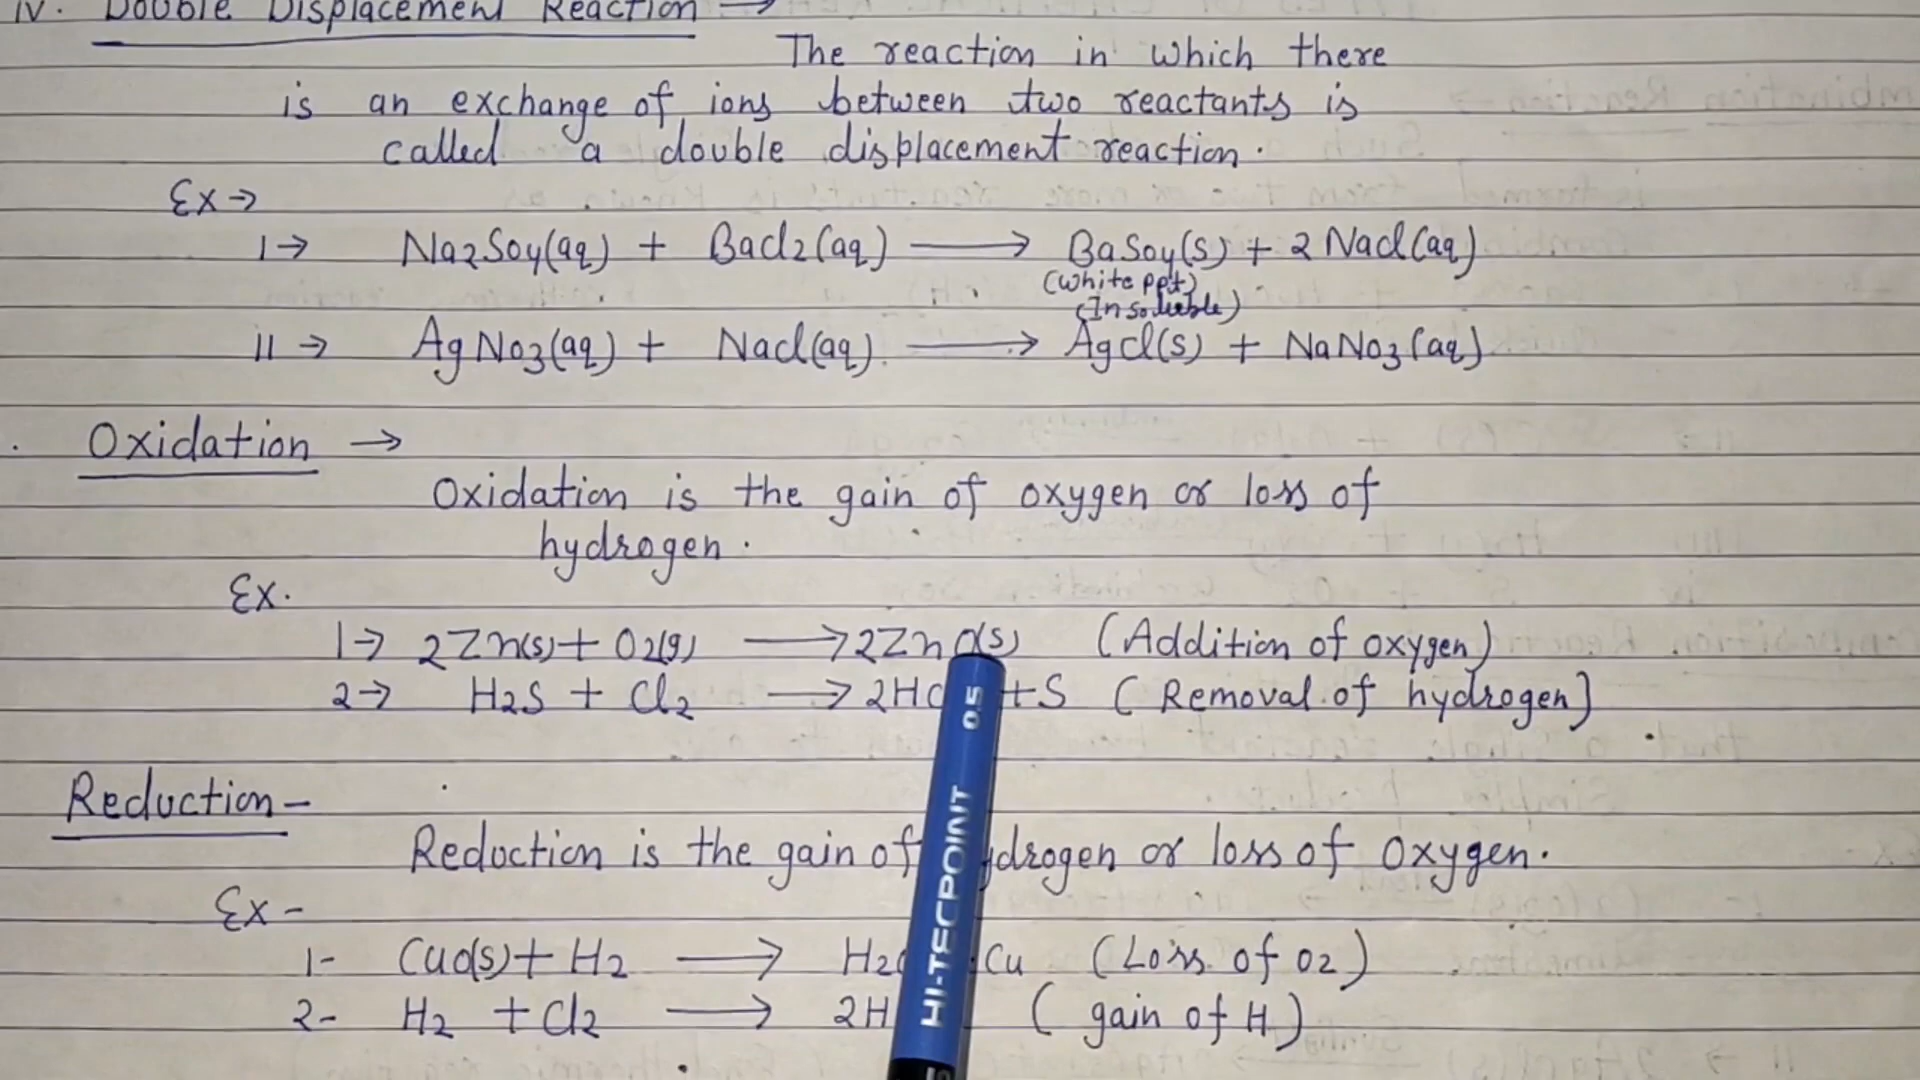 IV. Double Displacement Reaction →
The reaction in which there
is an exchange of ions between two reactants is
called a double displacement reaction.
Ex →
I → Na2SO4(aq) + BaCl2(aq) ⟶ BaSO4(s) + 2 NaCl(aq)
(White ppt)
(Insoluble)
II → AgNO3(aq) + NaCl(aq) ⟶ AgCl(s) + NaNO3(aq)
Oxidation →
Oxidation is the gain of oxygen or loss of
hydrogen.
Ex.
1→ 2Zn(s) + O2(g) ⟶ 2ZnO(s) (Addition of oxygen)
2→ H2S + Cl2 ⟶ 2HC +S (Removal of hydrogen)
Reduction -
Reduction is the gain of drogen or loss of Oxygen.
Ex -
1- CuO(s) + H2 ⟶ H2O Cu (Loss of O2)
2- H2 + Cl2 ⟶ 2H (gain of H)
HI-TECPOINT 0.5